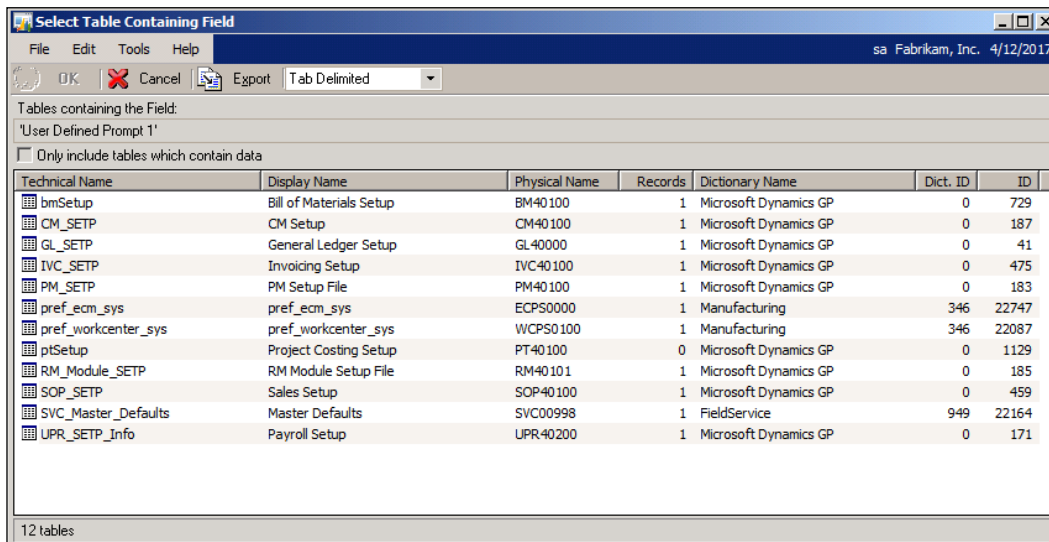 Select Table Containing Field
File Edit Tools Help sa Fabrikam, Inc. 4/12/2017
OK Cancel Export Tab Delimited
Tables containing the Field:
'User Defined Prompt 1'
Only include tables which contain data
Technical Name Display Name Physical Name Records Dictionary Name Dict. ID ID
bmSetup Bill of Materials Setup BM40100 1 Microsoft Dynamics GP 0 729
CM_SETP CM Setup CM40100 1 Microsoft Dynamics GP 0 187
GL_SETP General Ledger Setup GL40000 1 Microsoft Dynamics GP 0 41
IVC_SETP Invoicing Setup IVC40100 1 Microsoft Dynamics GP 0 475
PM_SETP PM Setup File PM40100 1 Microsoft Dynamics GP 0 183
pref_ecm_sys pref_ecm_sys ECPS0000 1 Manufacturing 346 22747
pref_workcenter_sys pref_workcenter_sys WCPS0100 1 Manufacturing 346 22087
ptSetup Project Costing Setup PT40100 0 Microsoft Dynamics GP 0 1129
RM_Module_SETP RM Module Setup File RM40101 1 Microsoft Dynamics GP 0 185
SOP_SETP Sales Setup SOP40100 1 Microsoft Dynamics GP 0 459
SVC_Master_Defaults Master Defaults SVC00998 1 FieldService 949 22164
UPR_SETP_Info Payroll Setup UPR40200 1 Microsoft Dynamics GP 0 171
12 tables